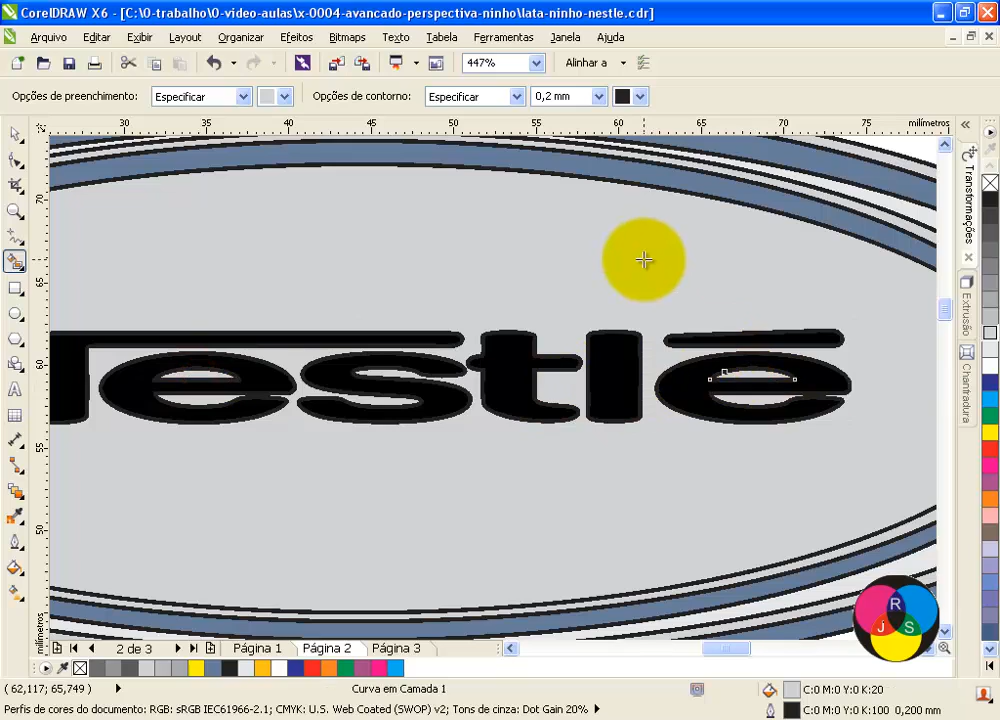 CorelDRAW X6 - [C:\0-trabalho\0-video-aulas\x-0004-avancado-perspectiva-ninho\lata-ninho-nestle.cdr]
Arquivo Editar Exibir Layout Organizar Efeitos Bitmaps Texto Tabela Ferramentas Janela Ajuda
447% Alinhar a
Opções de preenchimento: Especificar Opções de contorno: Especificar 0,2 mm
30 35 40 45 50 55 60 65 70 75 milímetros
70
65
60
55
50
milímetros
Transformações
Extrusão
Chantradura
estlē
R
J S
2 de 3 Página 1 Página 2 Página 3
( 62,117; 65,749 ) Curva em Camada 1 C:0 M:0 Y:0 K:20
Perfis de cores do documento: RGB: sRGB IEC61966-2.1; CMYK: U.S. Web Coated (SWOP) v2; Tons de cinza: Dot Gain 20% C:0 M:0 Y:0 K:100 0,200 mm